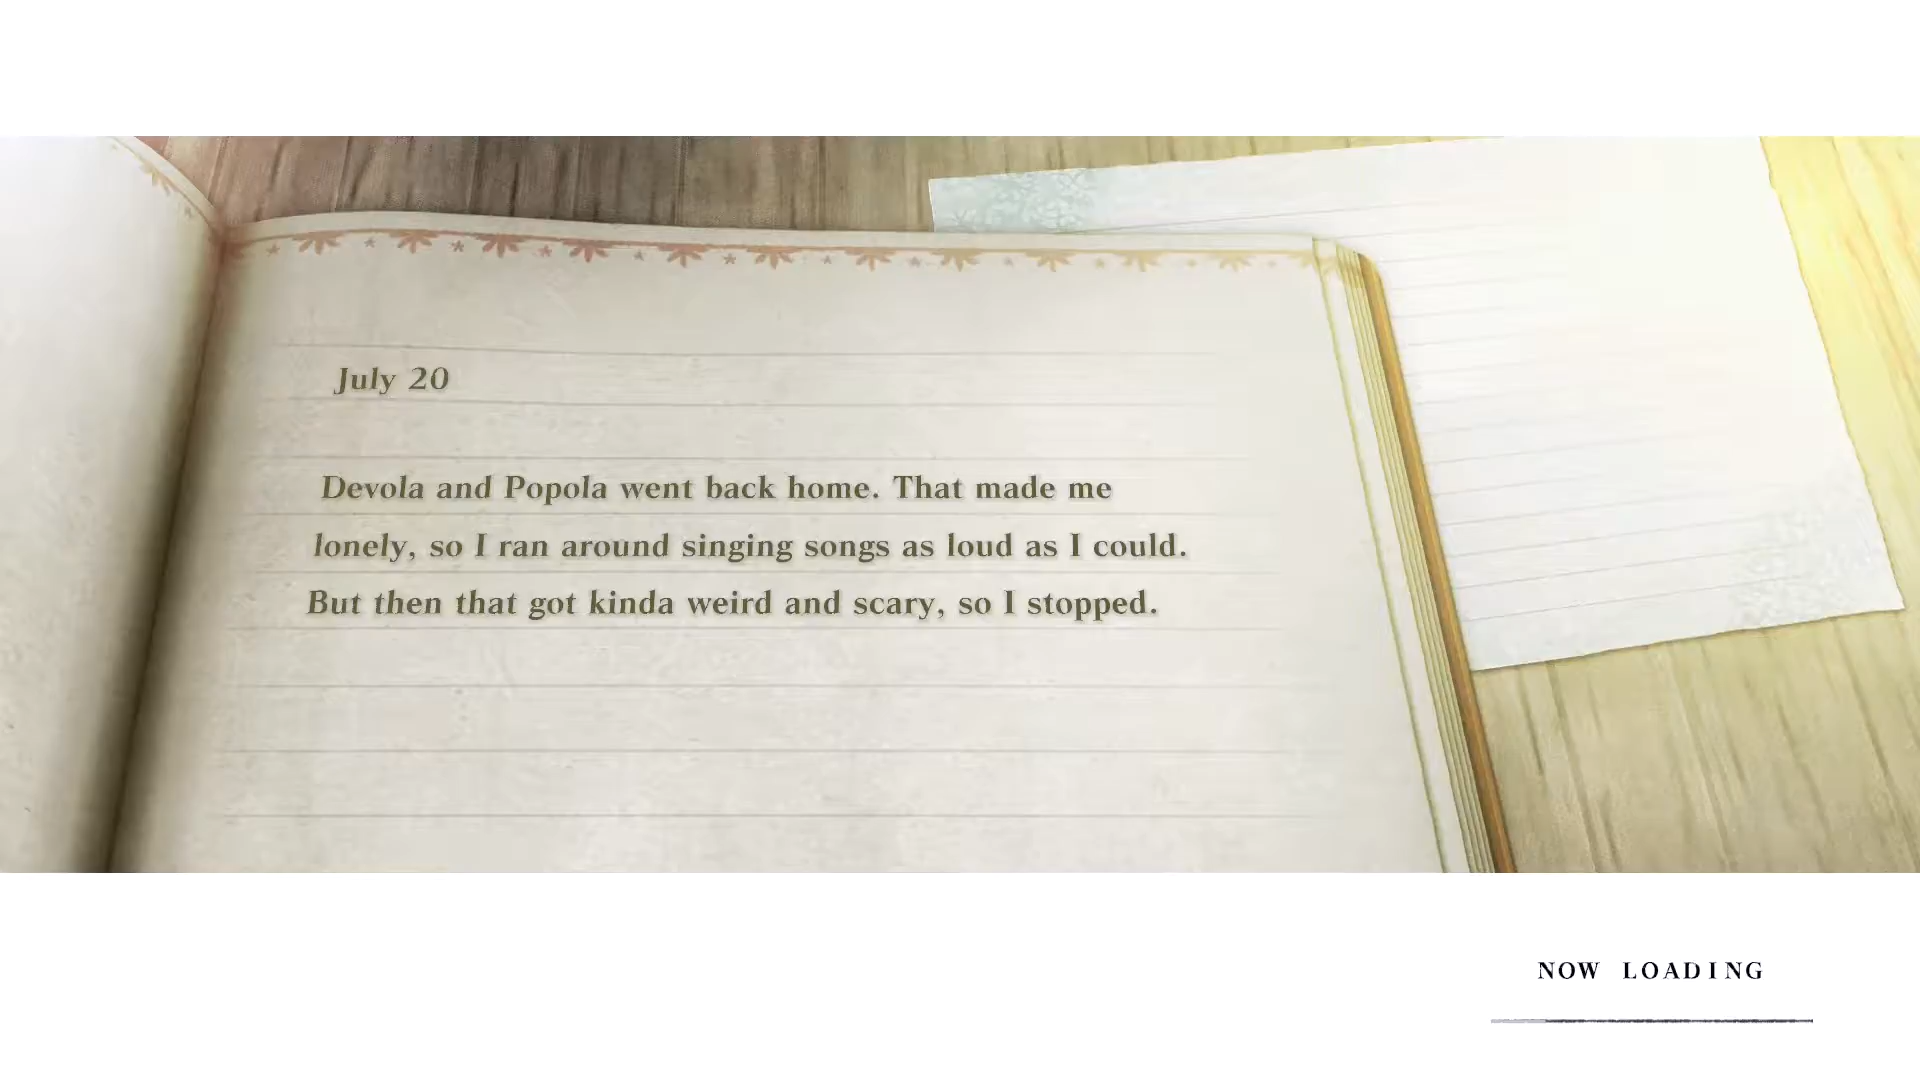 July 20
Devola and Popola went back home. That made me
lonely, so I ran around singing songs as loud as I could.
But then that got kinda weird and scary, so I stopped.
NOW LOADING